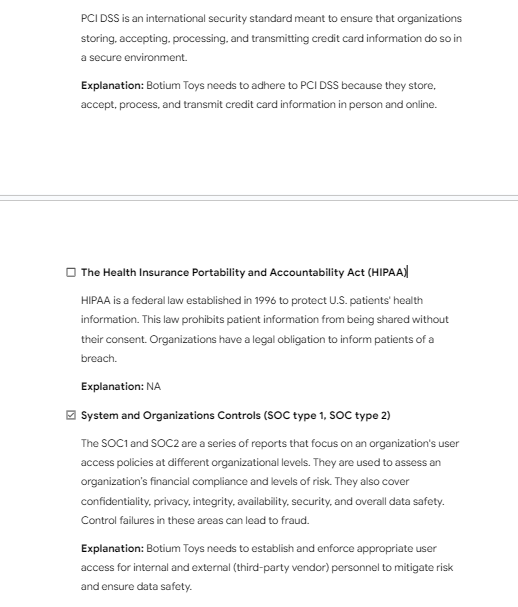 PCI DSS is an international security standard meant to ensure that organizations
storing, accepting, processing, and transmitting credit card information do so in
a secure environment.
Explanation: Botium Toys needs to adhere to PCI DSS because they store,
accept, process, and transmit credit card information in person and online.
The Health Insurance Portability and Accountability Act (HIPAA)
HIPAA is a federal law established in 1996 to protect U.S. patients' health
information. This law prohibits patient information from being shared without
their consent. Organizations have a legal obligation to inform patients of a
breach.
Explanation: NA
System and Organizations Controls (SOC type 1, SOC type 2)
The SOC1 and SOC2 are a series of reports that focus on an organization's user
access policies at different organizational levels. They are used to assess an
organization's financial compliance and levels of risk. They also cover
confidentiality, privacy, integrity, availability, security, and overall data safety.
Control failures in these areas can lead to fraud.
Explanation: Botium Toys needs to establish and enforce appropriate user
access for internal and external (third-party vendor) personnel to mitigate risk
and ensure data safety.